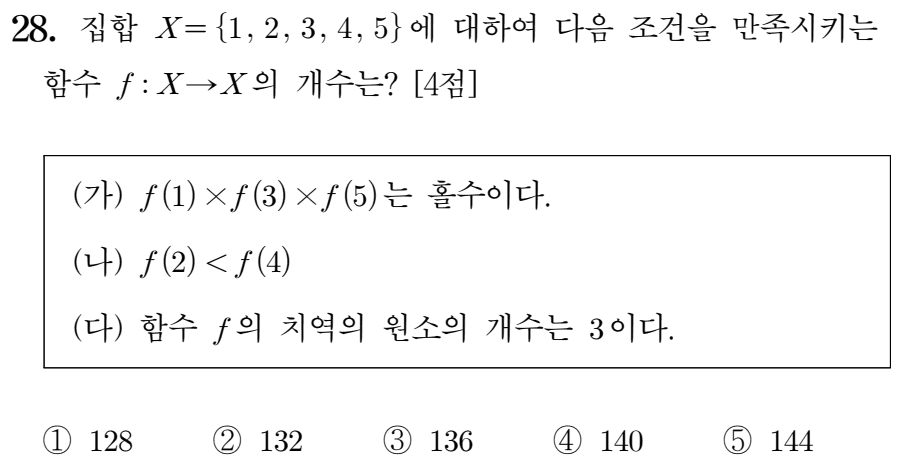 28. 집합 X={1, 2, 3, 4, 5}에 대하여 다음 조건을 만족시키는
함수 f : X→X의 개수는? [4점]
(가) f(1)×f(3)×f(5)는 홀수이다.
(나) f(2)<f(4)
(다) 함수 f의 치역의 원소의 개수는 3이다.
① 128 ② 132 ③ 136 ④ 140 ⑤ 144